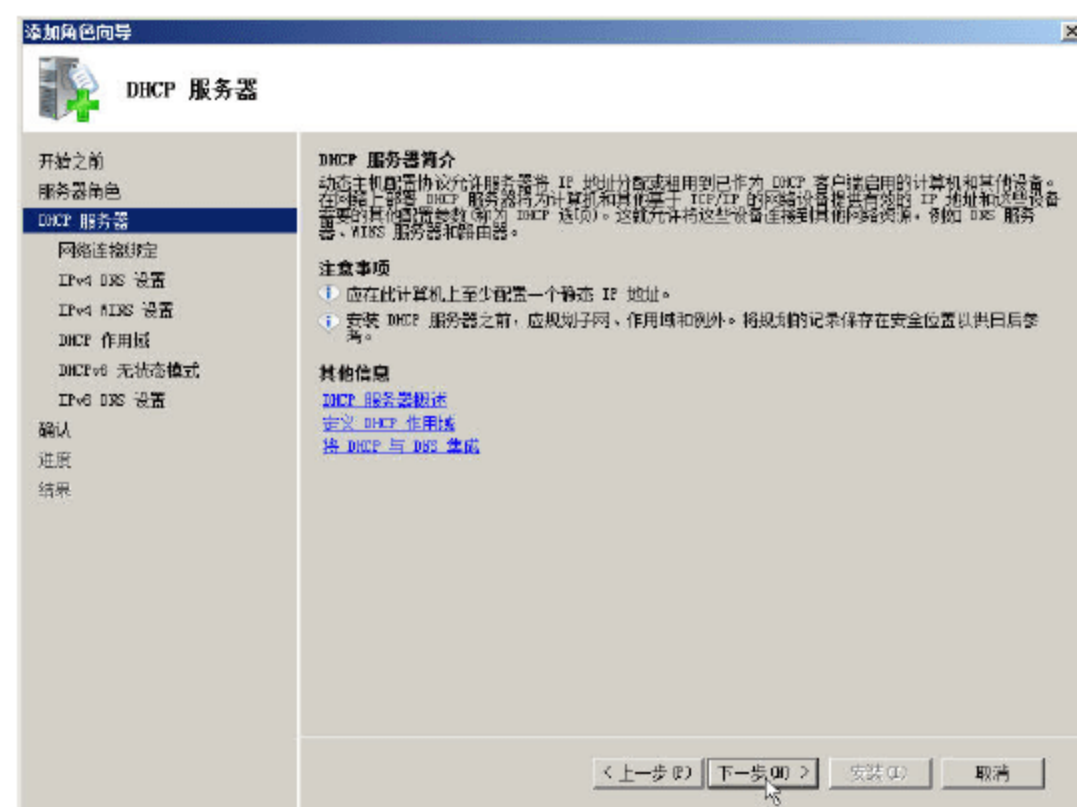 添加角色向导
DHCP 服务器
开始之前
服务器角色
DHCP 服务器
网络连接绑定
IPv4 DNS 设置
IPv4 WINS 设置
DHCP 作用域
DHCPv6 无状态模式
IPv6 DNS 设置
确认
进度
结果
DHCP 服务器简介
动态主机配置协议允许服务器将 IP 地址分配或租用到已作为 DHCP 客户端启用的计算机和其他设备。
在网络上部署 DHCP 服务器将为计算机和其他基于 TCP/IP 的网络设备提供有效的 IP 地址和这些设备
需要的其他配置参数(称为 DHCP 选项)。这就允许将这些设备连接到其他网络资源，例如 DNS 服务
器、WINS 服务器和路由器。
注意事项
应在此计算机上至少配置一个静态 IP 地址。
安装 DHCP 服务器之前，应规划子网、作用域和例外。将规划的记录保存在安全位置以供日后参
考。
其他信息
DHCP 服务器概述
定义 DHCP 作用域
将 DHCP 与 DNS 集成
< 上一步(P)
下一步(N) >
安装(I)
取消